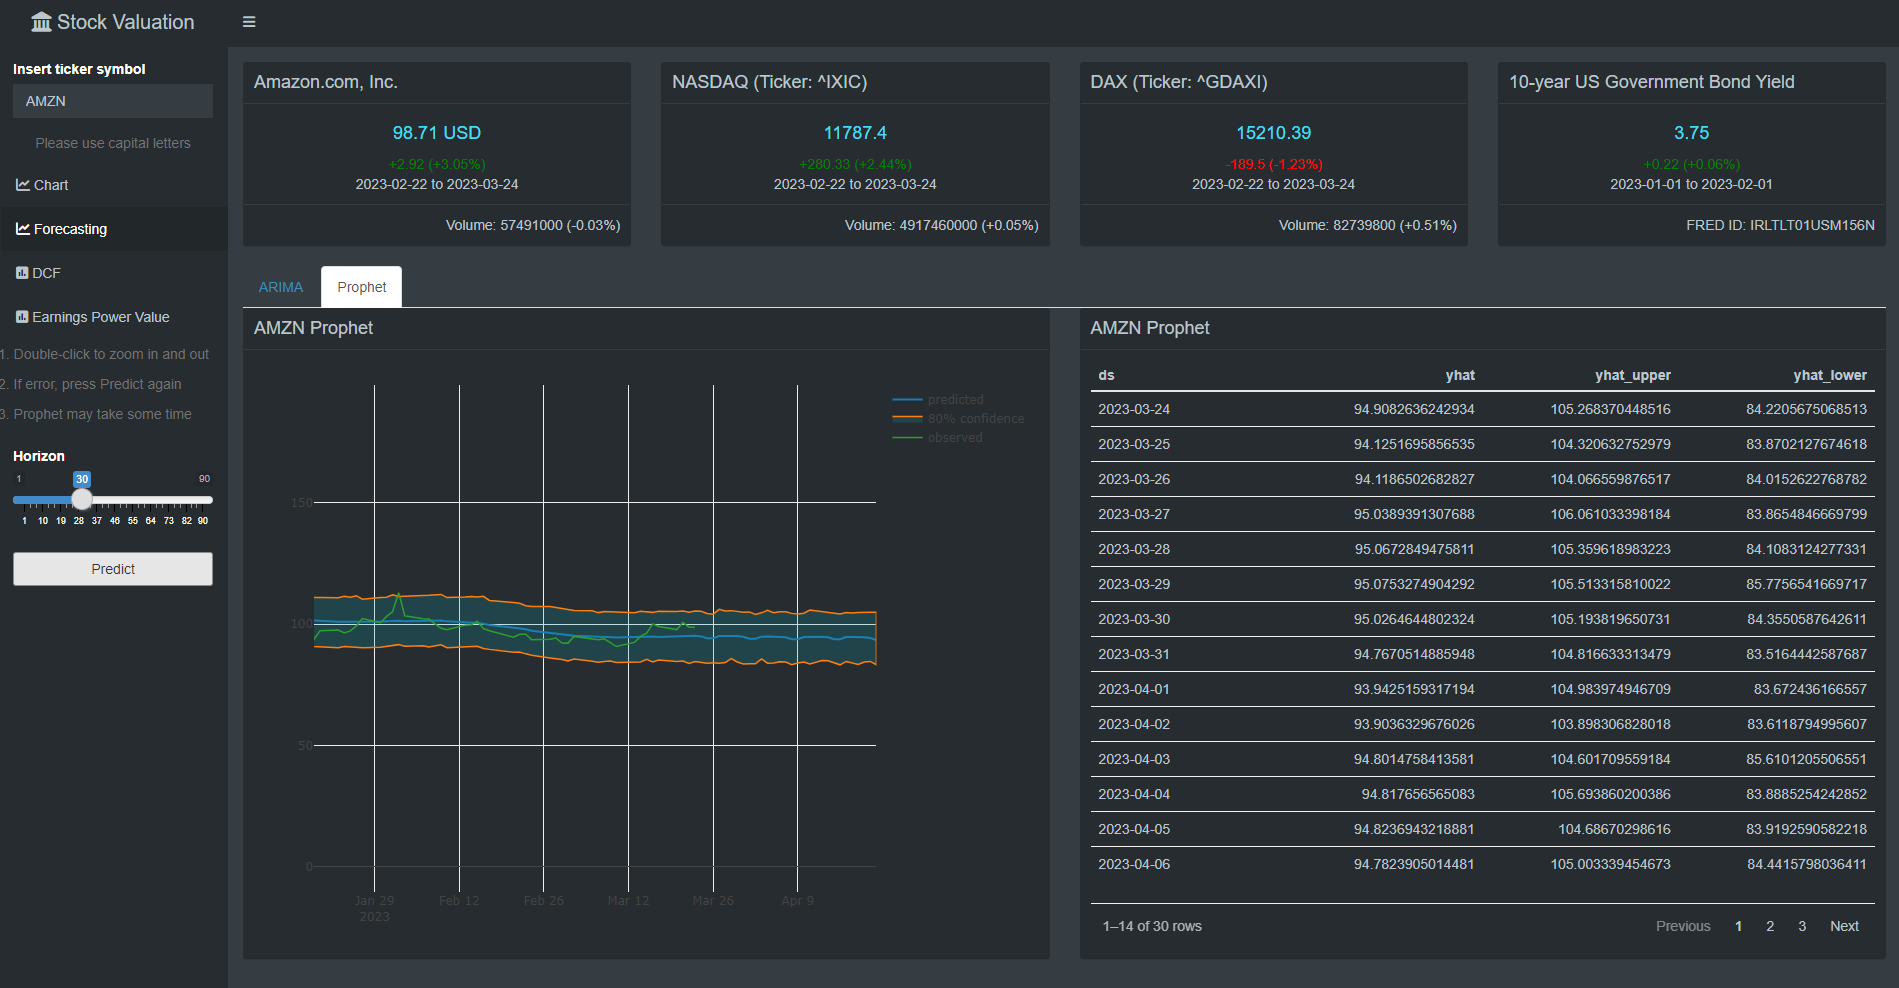 Stock Valuation
Insert ticker symbol
AMZN
Please use capital letters
Chart
Forecasting
DCF
Earnings Power Value
1. Double-click to zoom in and out
2. If error, press Predict again
3. Prophet may take some time
Horizon
1 30 90
1 10 19 28 37 46 55 64 73 82 90
Predict
Amazon.com, Inc.
98.71 USD
+2.92 (+3.05%)
2023-02-22 to 2023-03-24
Volume: 57491000 (-0.03%)
NASDAQ (Ticker: ^IXIC)
11787.4
+280.33 (+2.44%)
2023-02-22 to 2023-03-24
Volume: 4917460000 (+0.05%)
DAX (Ticker: ^GDAXI)
15210.39
-189.5 (-1.23%)
2023-02-22 to 2023-03-24
Volume: 82739800 (+0.51%)
10-year US Government Bond Yield
3.75
+0.22 (+0.06%)
2023-01-01 to 2023-02-01
FRED ID: IRLTLT01USM156N
ARIMA Prophet
AMZN Prophet
predicted
80% confidence
observed
150
100
50
0
Jan 29 Feb 12 Feb 26 Mar 12 Mar 26 Apr 9
2023
AMZN Prophet
ds yhat yhat_upper yhat_lower
2023-03-24 94.9082636242934 105.268370448516 84.2205675068513
2023-03-25 94.1251695856535 104.320632752979 83.8702127674618
2023-03-26 94.1186502682827 104.066559876517 84.0152622768782
2023-03-27 95.0389391307688 106.061033398184 83.8654846669799
2023-03-28 95.0672849475811 105.359618983223 84.1083124277331
2023-03-29 95.0753274904292 105.513315810022 85.7756541669717
2023-03-30 95.0264644802324 105.193819650731 84.3550587642611
2023-03-31 94.7670514885948 104.816633313479 83.5164442587687
2023-04-01 93.9425159317194 104.983974946709 83.672436166557
2023-04-02 93.9036329676026 103.898306828018 83.6118794995607
2023-04-03 94.8014758413581 104.601709559184 85.6101205506551
2023-04-04 94.817656565083 105.693860200386 83.8885254242852
2023-04-05 94.8236943218881 104.68670298616 83.9192590582218
2023-04-06 94.7823905014481 105.003339454673 84.4415798036411
1–14 of 30 rows Previous 1 2 3 Next